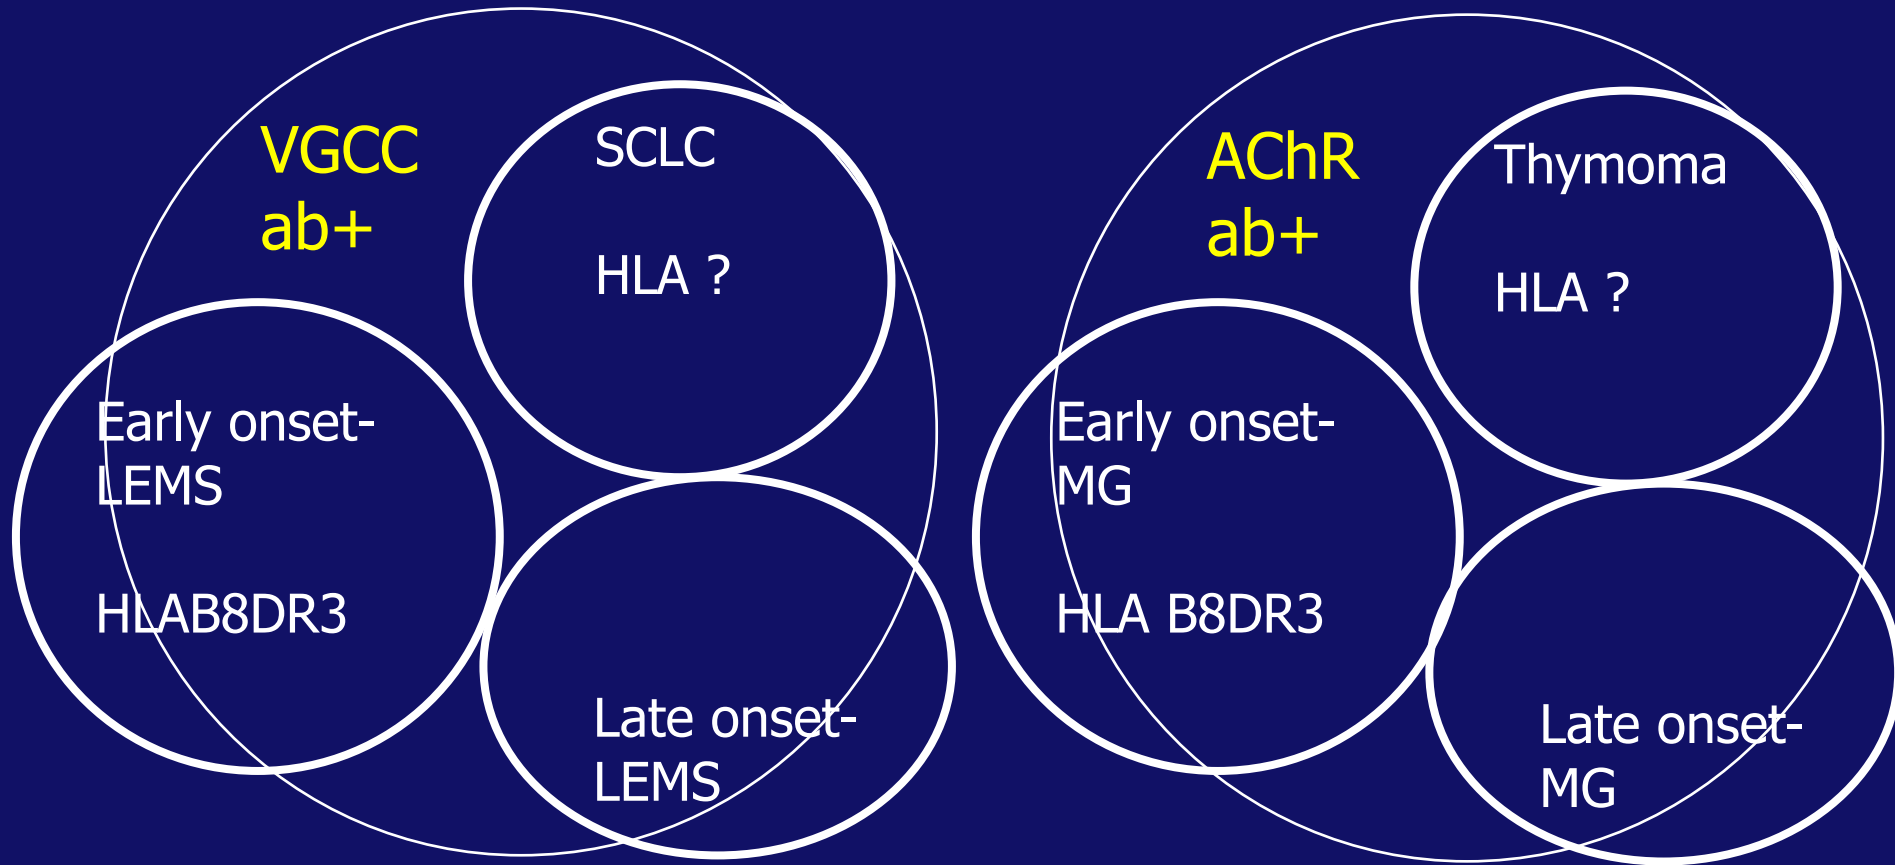 VGCC
ab+
SCLC
HLA ?
Early onset-
LEMS
HLAB8DR3
Late onset-
LEMS
AChR
ab+
Thymoma
HLA ?
Early onset-
MG
HLA B8DR3
Late onset-
MG